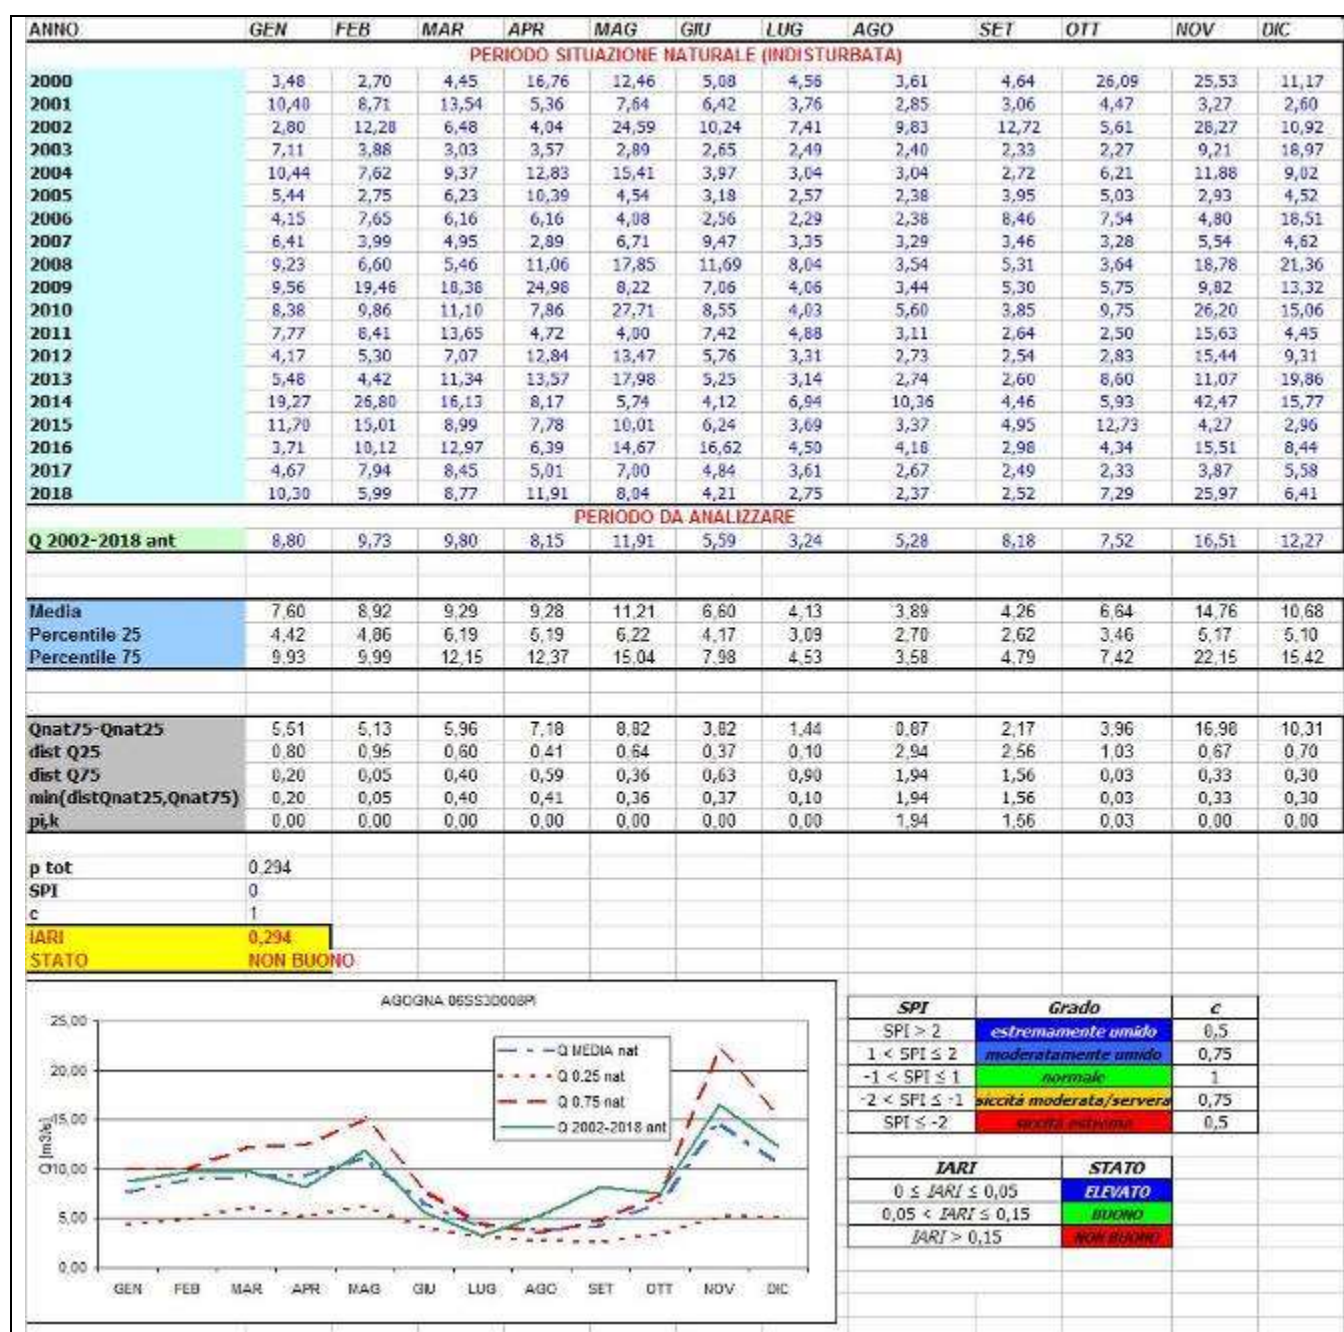 ANNO GEN FEB MAR APR MAG GIU LUG AGO SET OTT NOV DIC
PERIODO SITUAZIONE NATURALE (INDISTURBATA)
2000 3,48 2,70 4,45 16,76 12,46 5,08 4,56 3,61 4,64 26,09 25,53 11,17
2001 10,40 8,71 13,54 5,36 7,64 6,42 3,76 2,85 3,06 4,47 3,27 2,60
2002 2,80 12,28 6,48 4,04 24,59 10,24 7,41 9,83 12,72 5,61 28,27 10,92
2003 7,11 3,88 3,03 3,57 2,89 2,65 2,49 2,40 2,33 2,27 9,21 18,97
2004 10,44 7,62 9,37 12,83 15,41 3,97 3,04 3,04 2,72 6,21 11,88 9,02
2005 5,44 2,75 6,23 10,39 4,54 3,18 2,57 2,38 3,95 5,03 2,93 4,52
2006 4,15 7,65 6,16 6,16 4,08 2,56 2,29 2,38 8,46 7,54 4,80 18,51
2007 6,41 3,99 4,95 2,89 6,71 9,47 3,35 3,29 3,46 3,28 5,54 4,62
2008 9,23 6,60 5,46 11,06 17,85 11,69 8,04 3,54 5,31 3,64 18,78 21,36
2009 9,56 19,46 18,38 24,98 8,22 7,06 4,06 3,44 5,30 5,75 9,82 13,32
2010 8,38 9,86 11,10 7,86 27,71 8,55 4,03 5,60 3,85 9,75 26,20 15,06
2011 7,77 8,41 13,65 4,72 4,00 7,42 4,88 3,11 2,64 2,50 15,63 4,45
2012 4,17 5,30 7,07 12,84 13,47 5,76 3,31 2,73 2,54 2,83 15,44 9,31
2013 5,48 4,42 11,34 13,57 17,98 5,25 3,14 2,74 2,60 8,60 11,07 19,86
2014 19,27 26,80 16,13 8,17 5,74 4,12 6,94 10,36 4,46 5,93 42,47 15,77
2015 11,70 15,01 8,99 7,78 10,01 6,24 3,69 3,37 4,95 12,73 4,27 2,96
2016 3,71 10,12 12,97 6,39 14,67 16,62 4,50 4,18 2,98 4,34 15,51 8,44
2017 4,67 7,94 8,45 5,01 7,00 4,84 3,61 2,67 2,49 2,33 3,87 5,58
2018 10,30 5,99 8,77 11,91 8,04 4,21 2,75 2,37 2,52 7,29 25,97 6,41
PERIODO DA ANALIZZARE
Q 2002-2018 ant 8,80 9,73 9,80 8,15 11,91 5,59 3,24 5,28 8,18 7,52 16,51 12,27
Media 7,60 8,92 9,29 9,28 11,21 6,60 4,13 3,89 4,26 6,64 14,76 10,68
Percentile 25 4,42 4,86 6,19 5,19 6,22 4,17 3,09 2,70 2,62 3,46 5,17 5,10
Percentile 75 9,93 9,99 12,15 12,37 15,04 7,98 4,53 3,58 4,79 7,42 22,15 15,42
Qnat75-Qnat25 5,51 5,13 5,96 7,18 8,82 3,82 1,44 0,87 2,17 3,96 16,98 10,31
dist Q25 0,80 0,95 0,60 0,41 0,64 0,37 0,10 2,94 2,56 1,03 0,67 0,70
dist Q75 0,20 0,05 0,40 0,59 0,36 0,63 0,90 1,94 1,56 0,03 0,33 0,30
min(distQnat25,Qnat75) 0,20 0,05 0,40 0,41 0,36 0,37 0,10 1,94 1,56 0,03 0,33 0,30
pi,k 0,00 0,00 0,00 0,00 0,00 0,00 0,00 1,94 1,56 0,03 0,00 0,00
p tot 0,294
SPI 0
c 1
IARI 0,294
STATO NON BUONO
AGOGNA 06SS3D008PI
Q [m3/s]
25,00
20,00
15,00
10,00
5,00
0,00
GEN FEB MAR APR MAG GIU LUG AGO SET OTT NOV DIC
Q MEDIA nat
Q 0.25 nat
Q 0.75 nat
Q 2002-2018 ant
SPI Grado c
SPI > 2 estremamente umido 0,5
1 < SPI ≤ 2 moderatamente umido 0,75
-1 < SPI ≤ 1 normale 1
-2 < SPI ≤ -1 siccità moderata/servera 0,75
SPI ≤ -2 siccità estrema 0,5
IARI STATO
0 ≤ IARI ≤ 0,05 ELEVATO
0,05 < IARI ≤ 0,15 BUONO
IARI > 0,15 NON BUONO